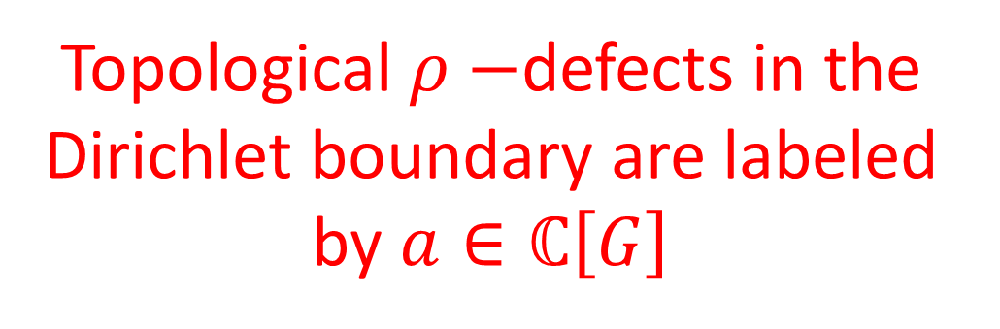 Topological 𝜌 −defects in the
Dirichlet boundary are labeled
by 𝑎 ∈ ℂ[𝐺]